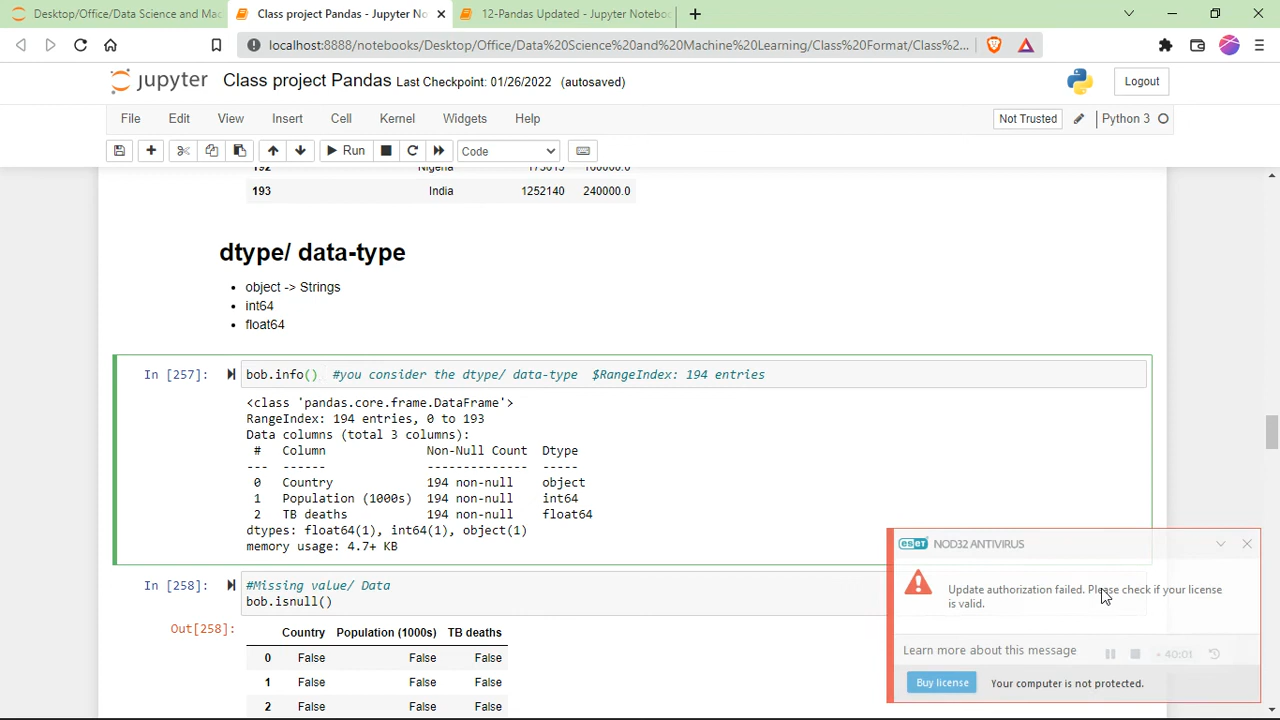 Desktop/Office/Data Science and Mac
Class project Pandas - Jupyter No
12-Pandas Updated - Jupyter Notebo
localhost:8888/notebooks/Desktop/Office/Data%20Science%20and%20Machine%20Learning/Class%20Format/Class%2...
jupyter Class project Pandas Last Checkpoint: 01/26/2022 (autosaved)
Logout
File Edit View Insert Cell Kernel Widgets Help
Not Trusted
Python 3
Run
Code
192 Nigeria
193 India 1252140 240000.0
dtype/ data-type
object -> Strings
int64
float64
In [257]: bob.info() #you consider the dtype/ data-type $RangeIndex: 194 entries
<class 'pandas.core.frame.DataFrame'>
RangeIndex: 194 entries, 0 to 193
Data columns (total 3 columns):
# Column Non-Null Count Dtype
--- ------ -------------- -----
0 Country 194 non-null object
1 Population (1000s) 194 non-null int64
2 TB deaths 194 non-null float64
dtypes: float64(1), int64(1), object(1)
memory usage: 4.7+ KB
In [258]: #Missing value/ Data
bob.isnull()
Out[258]:
Country Population (1000s) TB deaths
0 False False False
1 False False False
2 False False False
eset NOD32 ANTIVIRUS
Update authorization failed. Please check if your license
is valid.
Learn more about this message
40:01
Buy license Your computer is not protected.